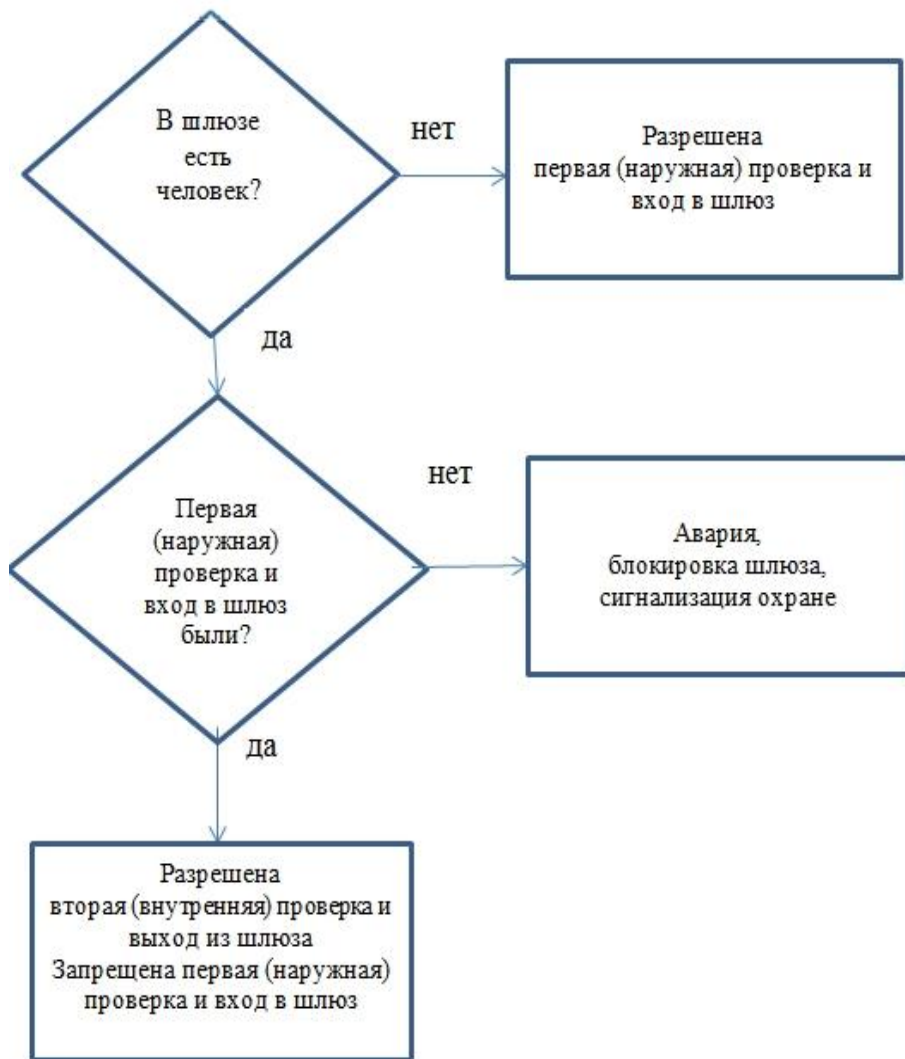 В шлюзе
есть
человек?
нет
Разрешена
первая (наружная) проверка и
вход в шлюз
да
Первая
(наружная)
проверка и
вход в шлюз
были?
нет
Авария,
блокировка шлюза,
сигнализация охране
да
Разрешена
вторая (внутренняя) проверка и
выход из шлюза
Запрещена первая (наружная)
проверка и вход в шлюз